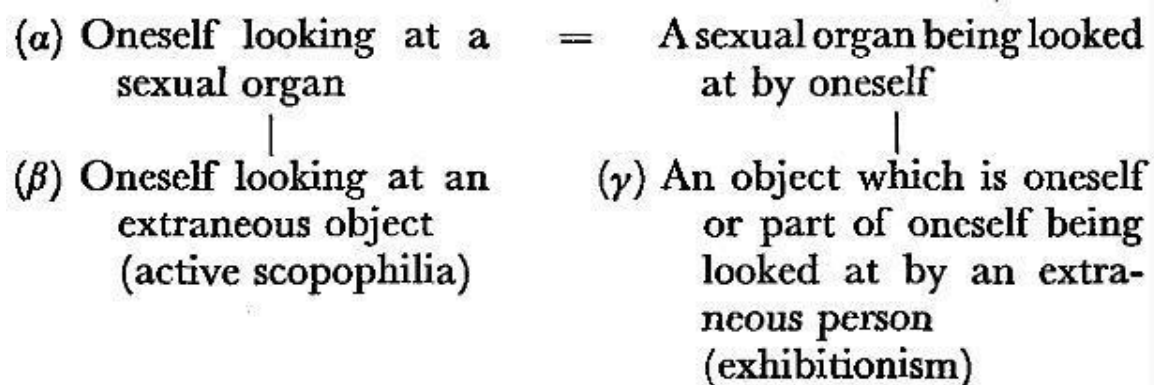 (α) Oneself looking at a = A sexual organ being looked
sexual organ at by oneself
(β) Oneself looking at an (γ) An object which is oneself
extraneous object or part of oneself being
(active scopophilia) looked at by an extra-
neous person
(exhibitionism)